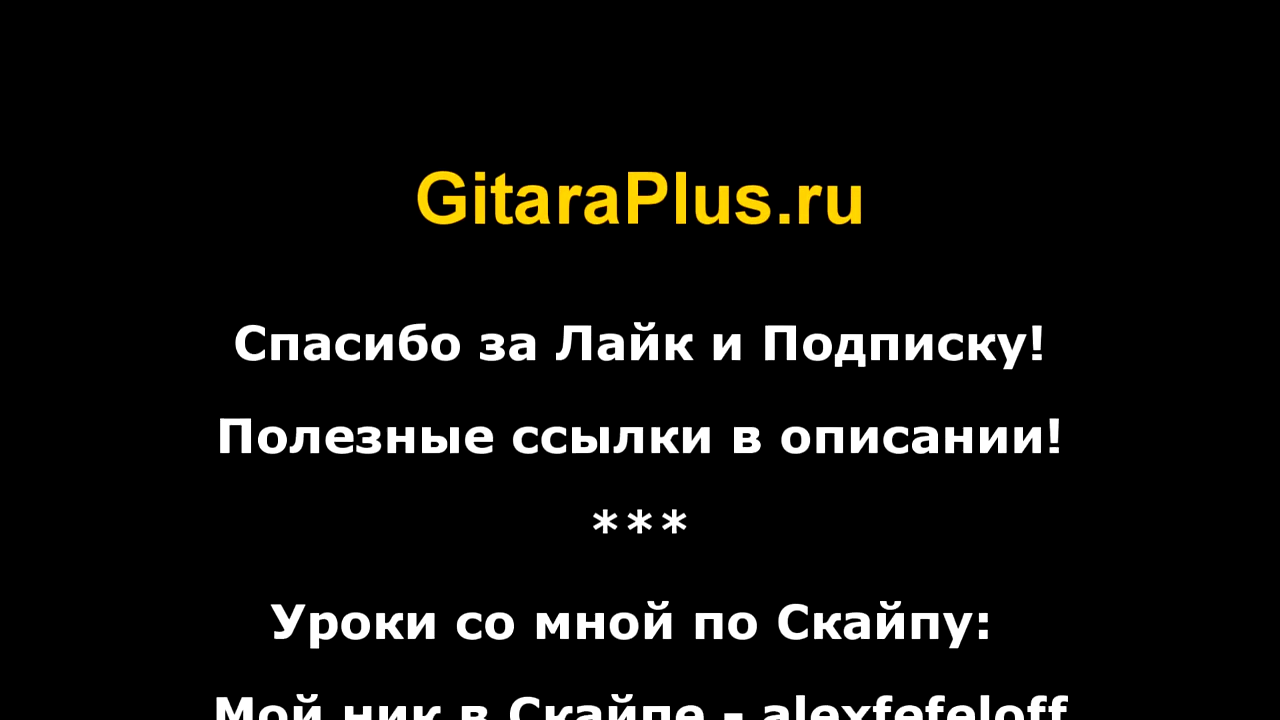 GitaraPlus.ru
Спасибо за Лайк и Подписку!
Полезные ссылки в описании!
***
Уроки со мной по Скайпу:
Мой ник в Скайпе - alexfefeloff